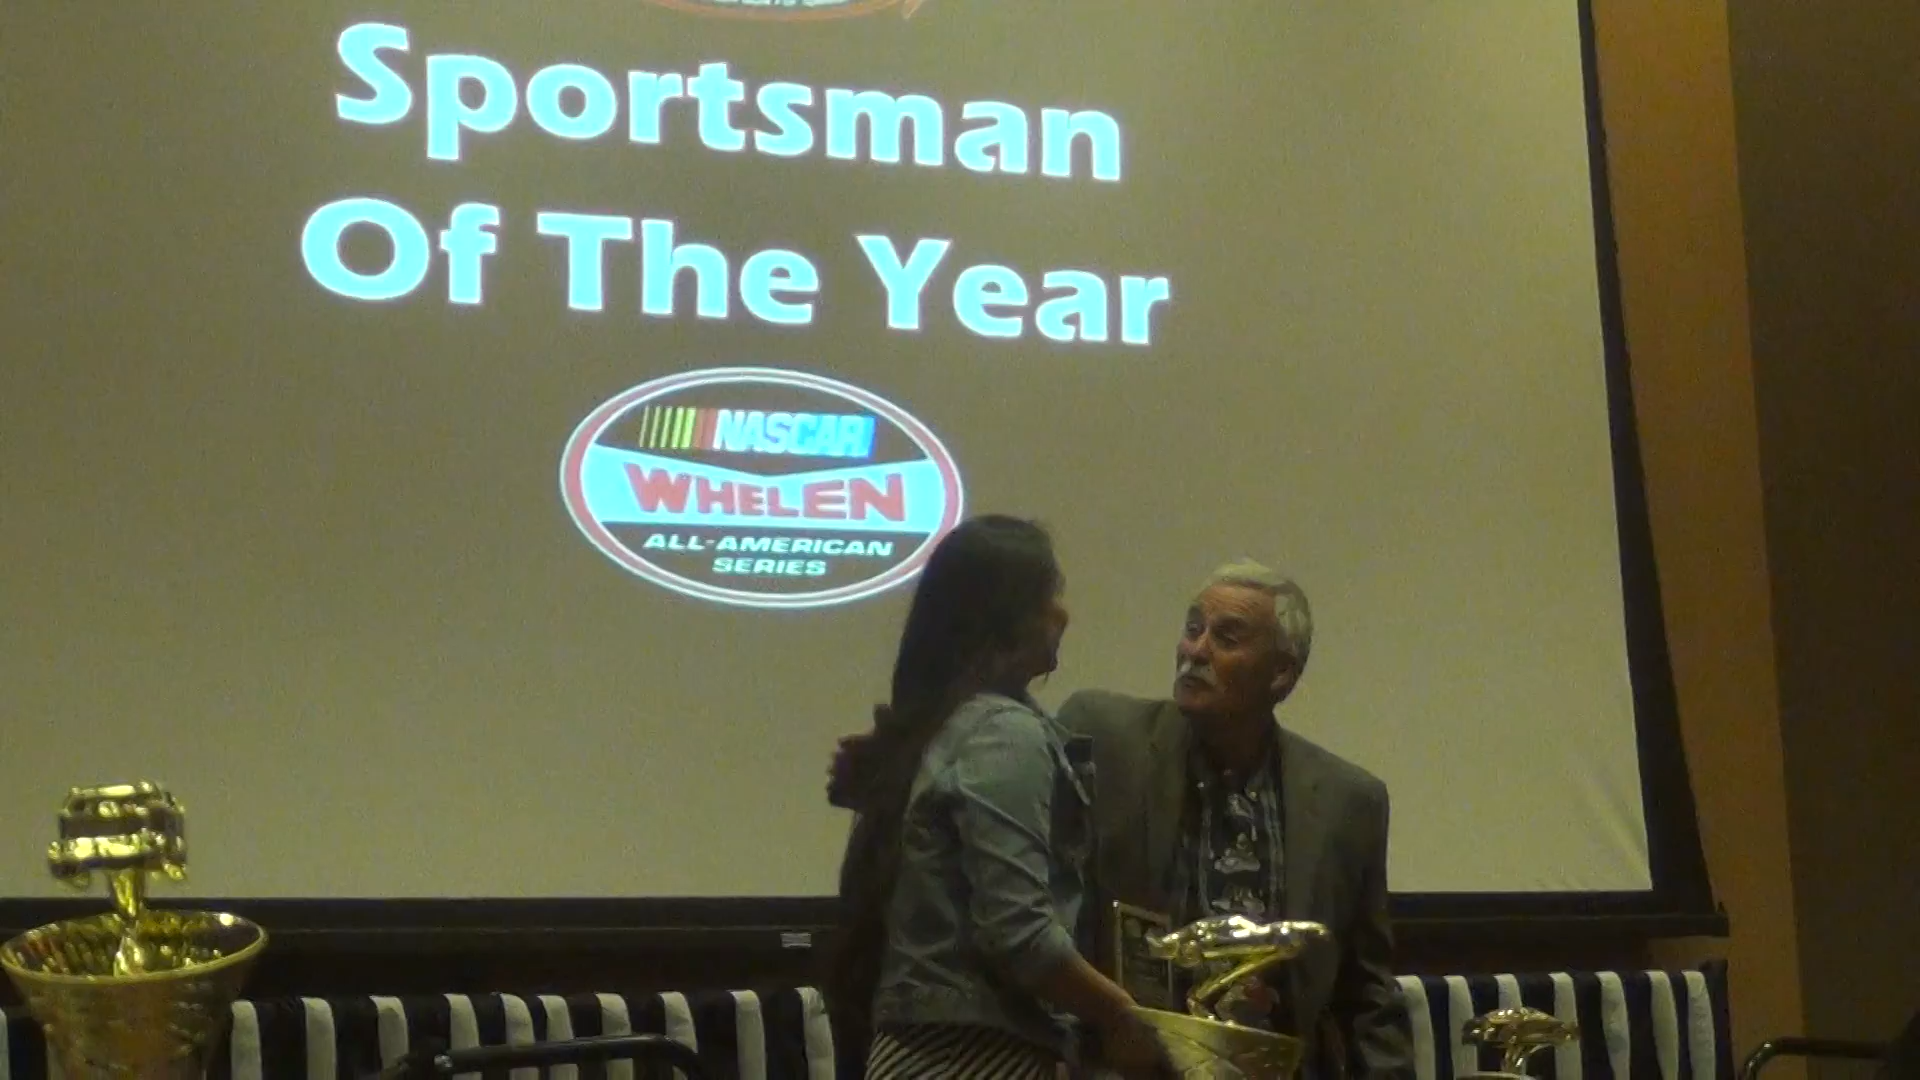 Sportsman
Of The Year
NASCAR
WHELEN
ALL-AMERICAN
SERIES